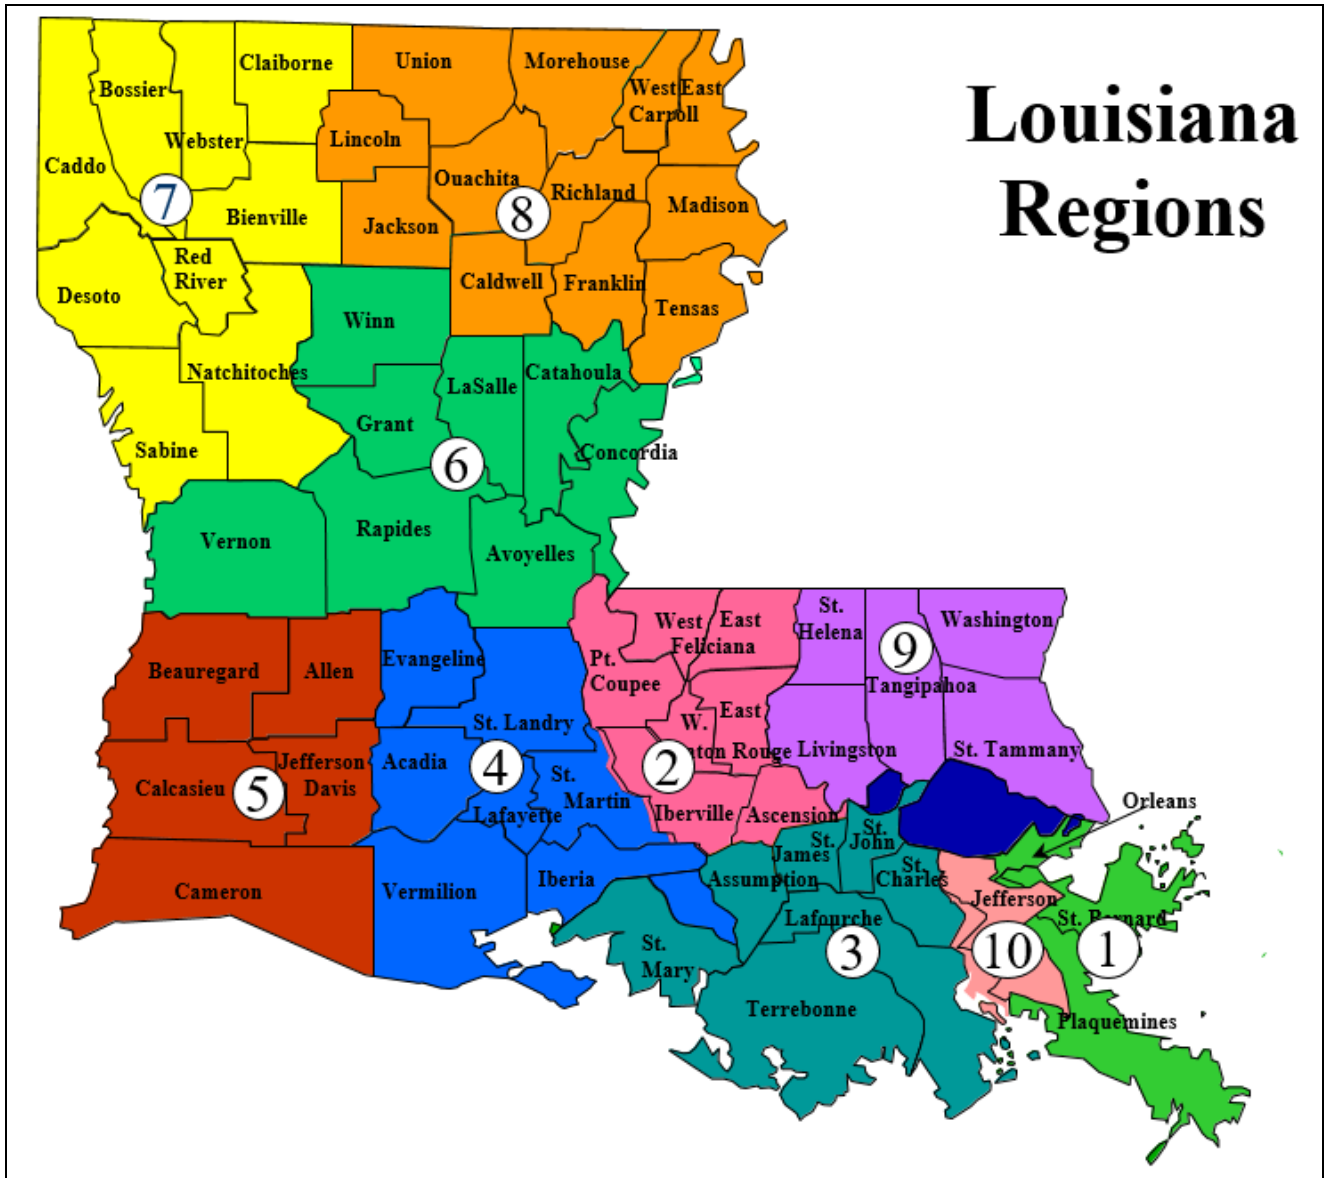 Louisiana
Regions
Claiborne
Union
Morehouse
Bossier
West East
Carroll
Webster
Lincoln
Caddo
Ouachita
Richland
7
8
Madison
Bienville
Jackson
Red
River
Caldwell
Franklin
Desoto
Tensas
Winn
Natchitoches
LaSalle
Catahoula
Grant
Sabine
6
Concordia
Vernon
Rapides
Avoyelles
St.
Helena
Washington
West East
Feliciana
9
Evangeline
Pt.
Coupee
Beauregard
Allen
Tangipahoa
W. East
Rouge
St. Landry
Livingston
St. Tammany
Acadia
4
2
Jefferson
Davis
Calcasieu
5
St.
Martin
Orleans
Lafayette
Iberville
Ascension
St.
James
St.
John
St.
Charles
Cameron
Vermilion
Iberia
Assumption
Jefferson
Lafourche
St. Bernard
St.
Mary
3
10
1
Terrebonne
Plaquemines